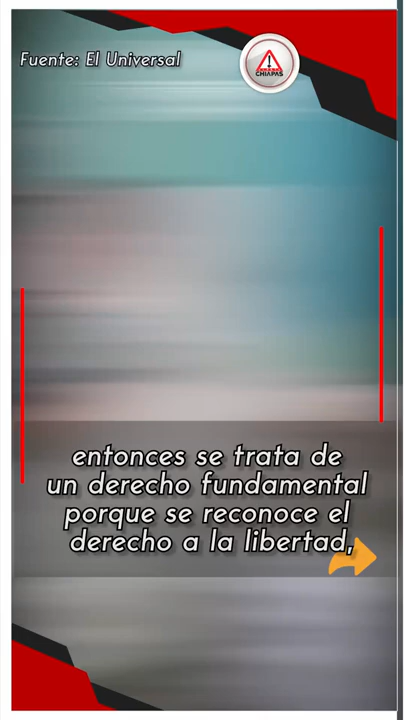 Fuente: El Universal
CHIAPAS
entonces se trata de
un derecho fundamental
porque se reconoce el
derecho a la libertad,